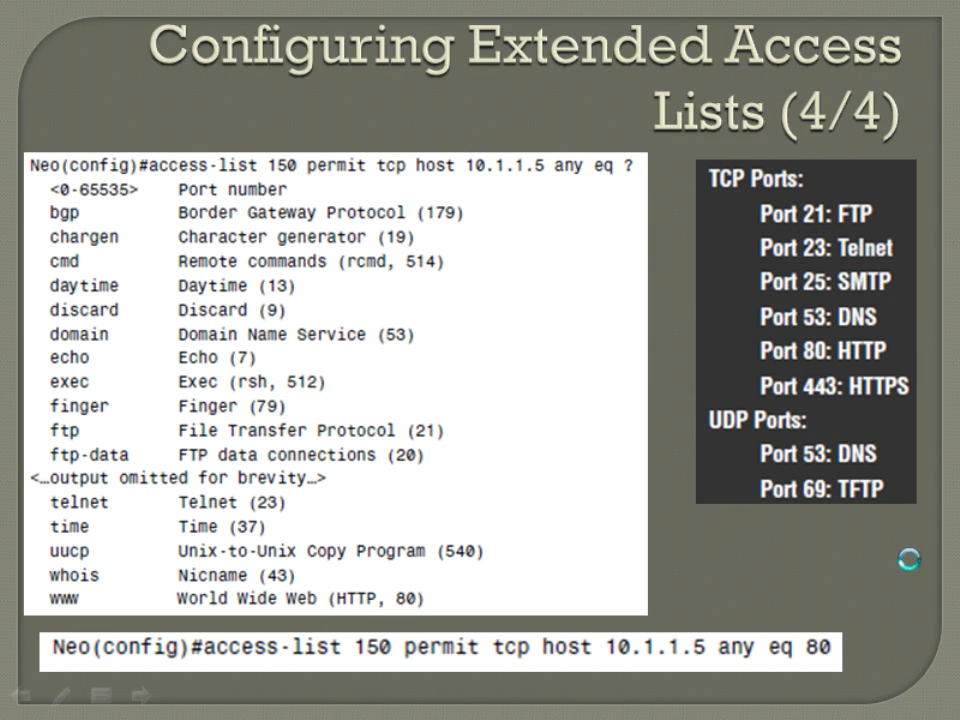 Configuring Extended Access
Lists (4/4)
Neo(config)#access-list 150 permit tcp host 10.1.1.5 any eq ?
<0-65535> Port number
bgp Border Gateway Protocol (179)
chargen Character generator (19)
cmd Remote commands (rcmd, 514)
daytime Daytime (13)
discard Discard (9)
domain Domain Name Service (53)
echo Echo (7)
exec Exec (rsh, 512)
finger Finger (79)
ftp File Transfer Protocol (21)
ftp-data FTP data connections (20)
<…output omitted for brevity…>
telnet Telnet (23)
time Time (37)
uucp Unix-to-Unix Copy Program (540)
whois Nicname (43)
www World Wide Web (HTTP, 80)
TCP Ports:
Port 21: FTP
Port 23: Telnet
Port 25: SMTP
Port 53: DNS
Port 80: HTTP
Port 443: HTTPS
UDP Ports:
Port 53: DNS
Port 69: TFTP
Neo(config)#access-list 150 permit tcp host 10.1.1.5 any eq 80